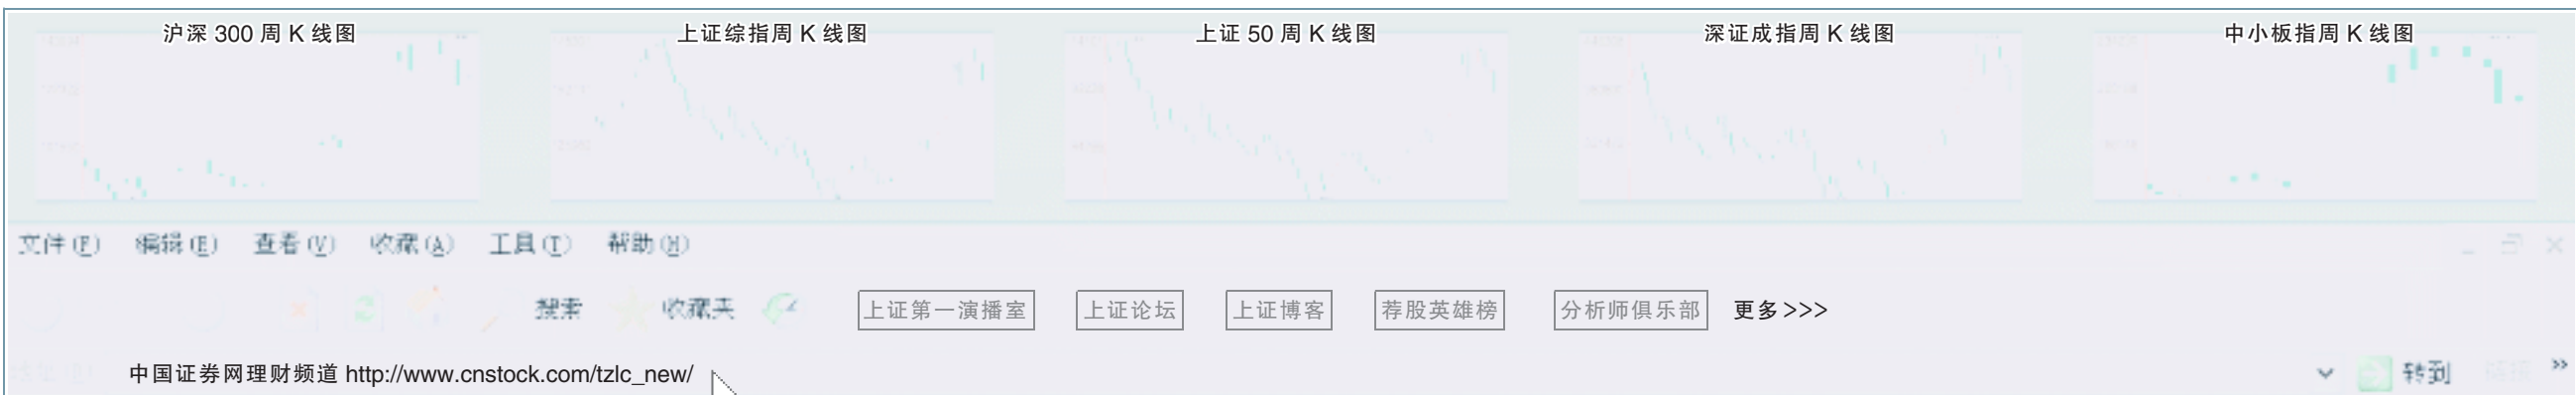 沪深 300 周 K 线图
上证综指周 K 线图
上证 50 周 K 线图
深证成指周 K 线图
中小板指周 K 线图
文件(F) 编辑(E) 查看(V) 收藏(A) 工具(T) 帮助(H)
搜索 收藏夹 上证第一演播室 上证论坛 上证博客 荐股英雄榜 分析师俱乐部 更多>>>
中国证券网理财频道 http://www.cnstock.com/tzlc_new/ 转到 链接 »